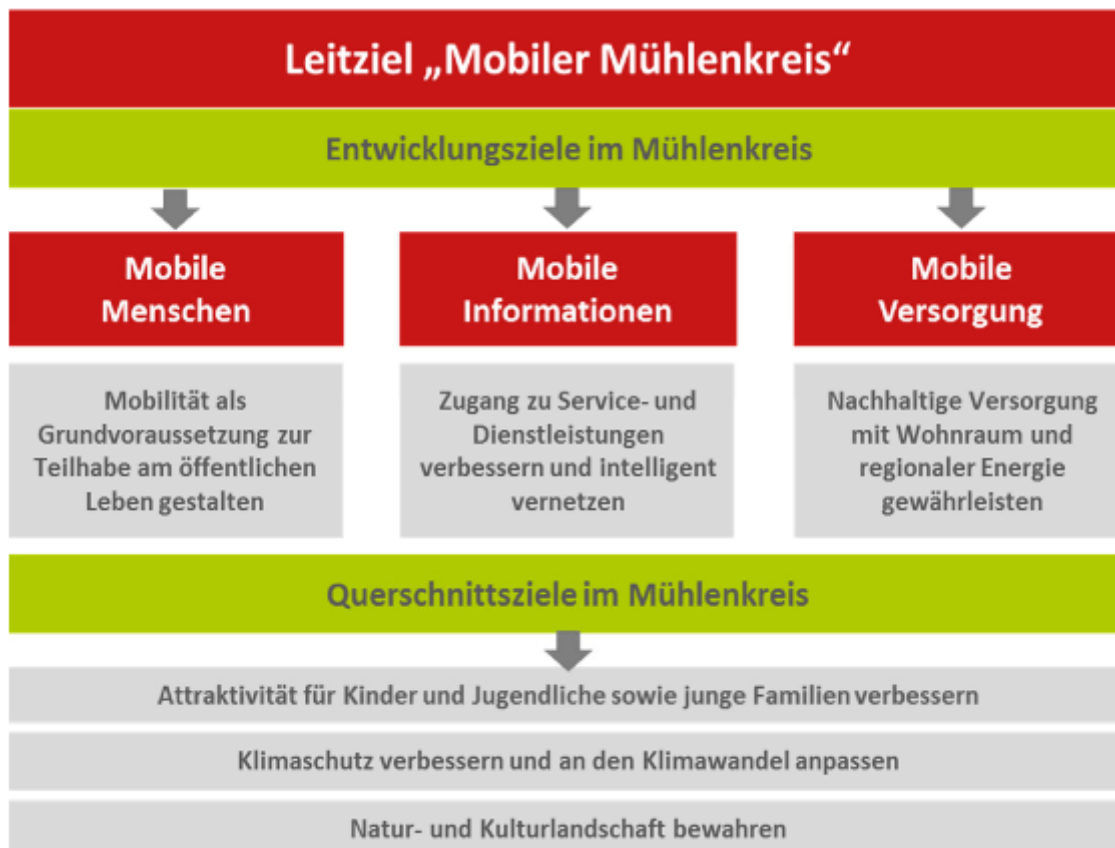 Leitziel „Mobiler Mühlenkreis“
Entwicklungsziele im Mühlenkreis
Mobile
Menschen
Mobilität als
Grundvoraussetzung zur
Teilhabe am öffentlichen
Leben gestalten
Mobile
Informationen
Zugang zu Service- und
Dienstleistungen
verbessern und intelligent
vernetzen
Mobile
Versorgung
Nachhaltige Versorgung
mit Wohnraum und
regionaler Energie
gewährleisten
Querschnittsziele im Mühlenkreis
Attraktivität für Kinder und Jugendliche sowie junge Familien verbessern
Klimaschutz verbessern und an den Klimawandel anpassen
Natur- und Kulturlandschaft bewahren